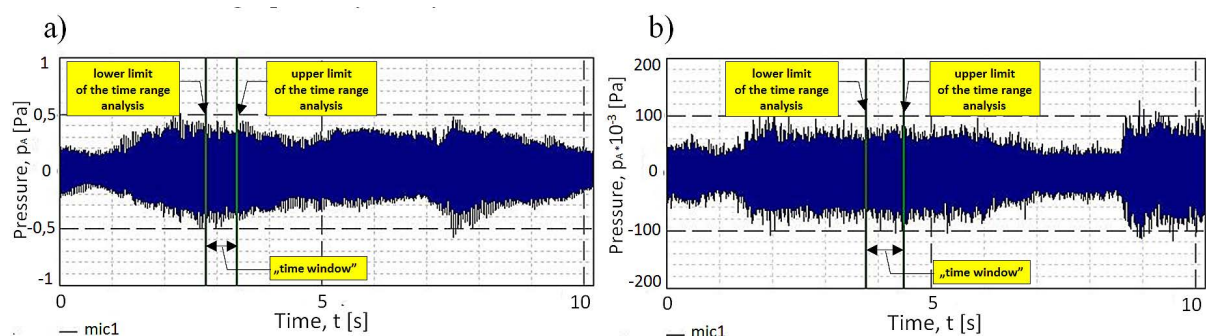 a)
Pressure, pA [Pa]
1
0,5
0
-0,5
-1
lower limit
of the time range
analysis
upper limit
of the time range
analysis
„time window”
0
5
10
Time, t [s]
mic1
b)
Pressure, pA*10-3 [Pa]
200
100
0
-100
-200
lower limit
of the time range
analysis
upper limit
of the time range
analysis
„time window”
0
5
10
Time, t [s]
mic1